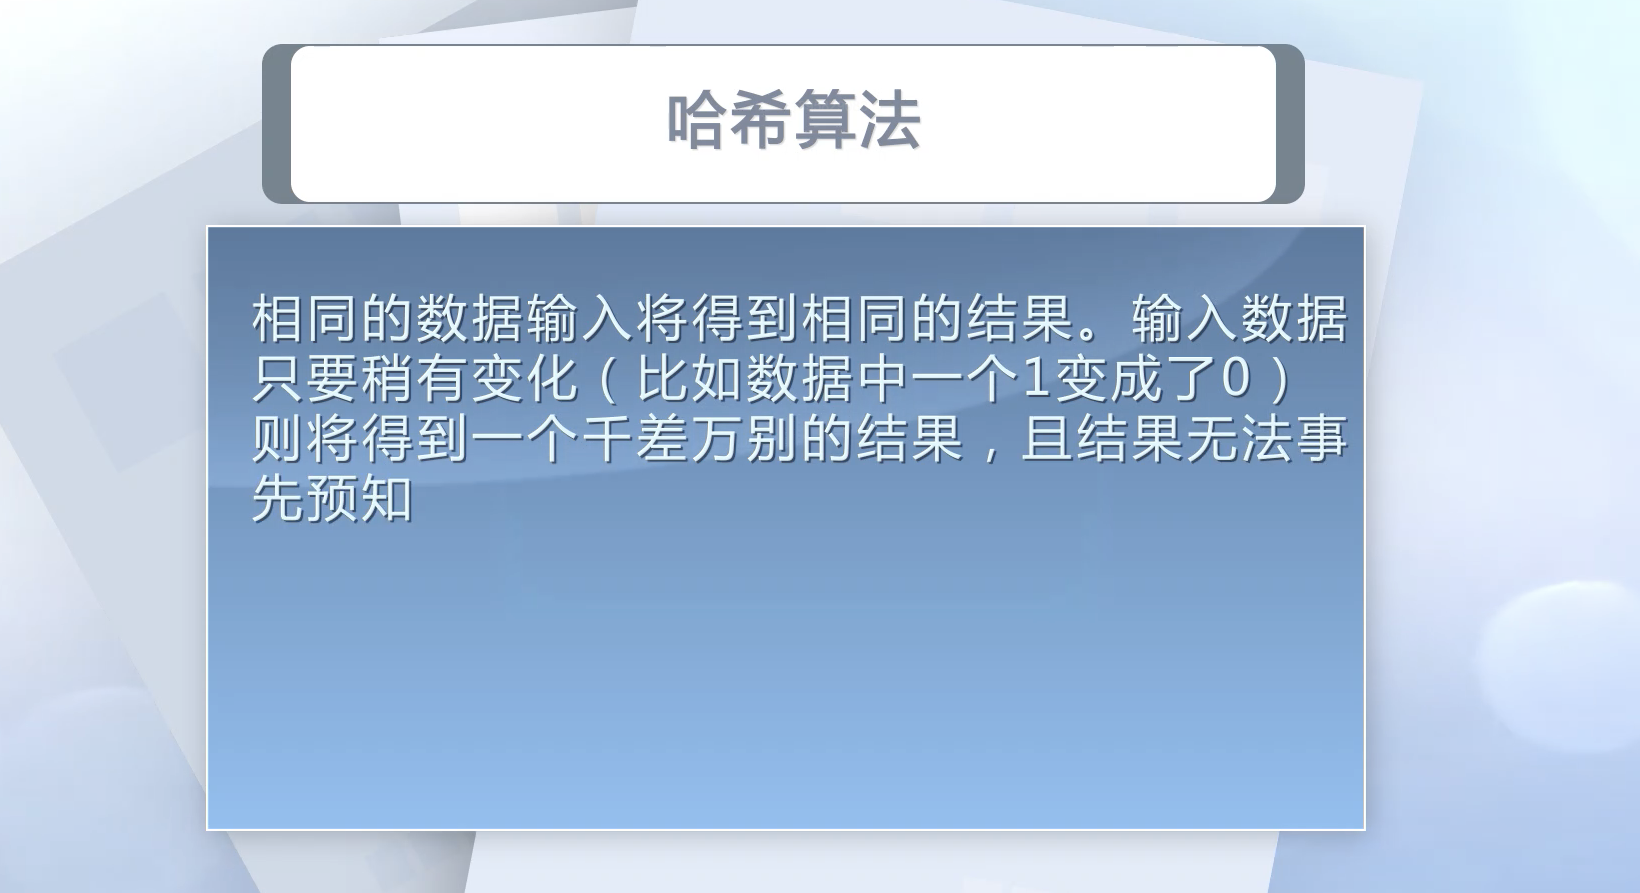 哈希算法
相同的数据输入将得到相同的结果。输入数据
只要稍有变化（比如数据中一个1变成了0）
则将得到一个千差万别的结果，且结果无法事
先预知